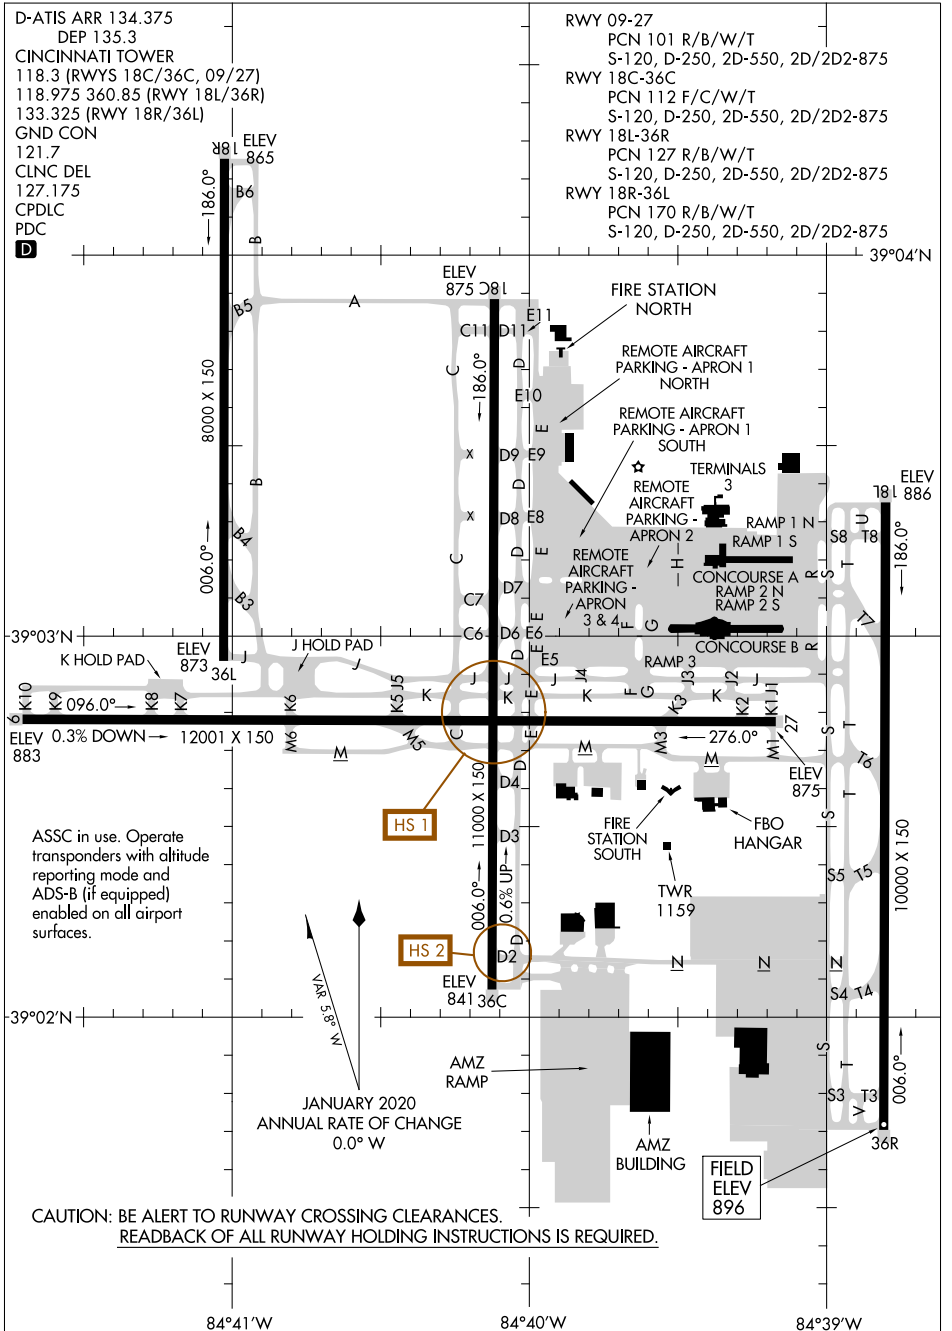 D-ATIS ARR 134.375
DEP 135.3
CINCINNATI TOWER
118.3 (RWYS 18C/36C, 09/27)
118.975 360.85 (RWY 18L/36R)
133.325 (RWY 18R/36L)
GND CON
121.7
CLNC DEL
127.175
CPDLC
PDC
D
RWY 09-27
PCN 101 R/B/W/T
S-120, D-250, 2D-550, 2D/2D2-875
RWY 18C-36C
PCN 112 F/C/W/T
S-120, D-250, 2D-550, 2D/2D2-875
RWY 18L-36R
PCN 127 R/B/W/T
S-120, D-250, 2D-550, 2D/2D2-875
RWY 18R-36L
PCN 170 R/B/W/T
S-120, D-250, 2D-550, 2D/2D2-875
18R
ELEV
865
186.0°
B6
B
39°04'N
ELEV
875
18C
A
B5
FIRE STATION
NORTH
E11
C11
D11
REMOTE AIRCRAFT
PARKING - APRON 1
NORTH
C
186.0°
D
E10
8000 X 150
E
REMOTE AIRCRAFT
PARKING - APRON 1
SOUTH
X
D9
E9
TERMINALS
3
ELEV
886
18L
B
D
REMOTE
AIRCRAFT
PARKING -
APRON 2
X
D8
E8
RAMP 1 N
RAMP 1 S
U
S8
T8
186.0°
B4
006.0°
C
D
E
REMOTE
AIRCRAFT
PARKING -
APRON
3 & 4
H
CONCOURSE A
RAMP 2 N
RAMP 2 S
R
S
T
B3
D7
C7
E
F
G
T7
39°03'N
C6
D6
E6
CONCOURSE B
R
ELEV
873
36L
J
J HOLD PAD
K HOLD PAD
J
D
E
E5
RAMP 3
J5
J
J
J
J4
F
G
J3
J2
J
J1
K10
K9
K8
K7
K6
K5
K
K
E
K
K3
K
K2
K1
9
096.0°
27
ELEV
883
0.3% DOWN
12001 X 150
M6
M
M5
C
E
E
M
M3
276.0°
M
M1
S
T
T6
ELEV
875
D
D4
11000 X 150
HS 1
D3
FIRE
STATION
SOUTH
FBO
HANGAR
S
T
10000 X 150
ASSC in use. Operate
transponders with altitude
reporting mode and
ADS-B (if equipped)
enabled on all airport
surfaces.
TWR
1159
S5
T5
006.0°
0.6% UP
D
HS 2
D2
N
N
N
ELEV
841
36C
S4
T4
39°02'N
VAR 5.8° W
S
T
006.0°
AMZ
RAMP
JANUARY 2020
ANNUAL RATE OF CHANGE
0.0° W
S3
T3
V
36R
AMZ
BUILDING
FIELD
ELEV
896
CAUTION: BE ALERT TO RUNWAY CROSSING CLEARANCES.
READBACK OF ALL RUNWAY HOLDING INSTRUCTIONS IS REQUIRED.
84°41'W
84°40'W
84°39'W